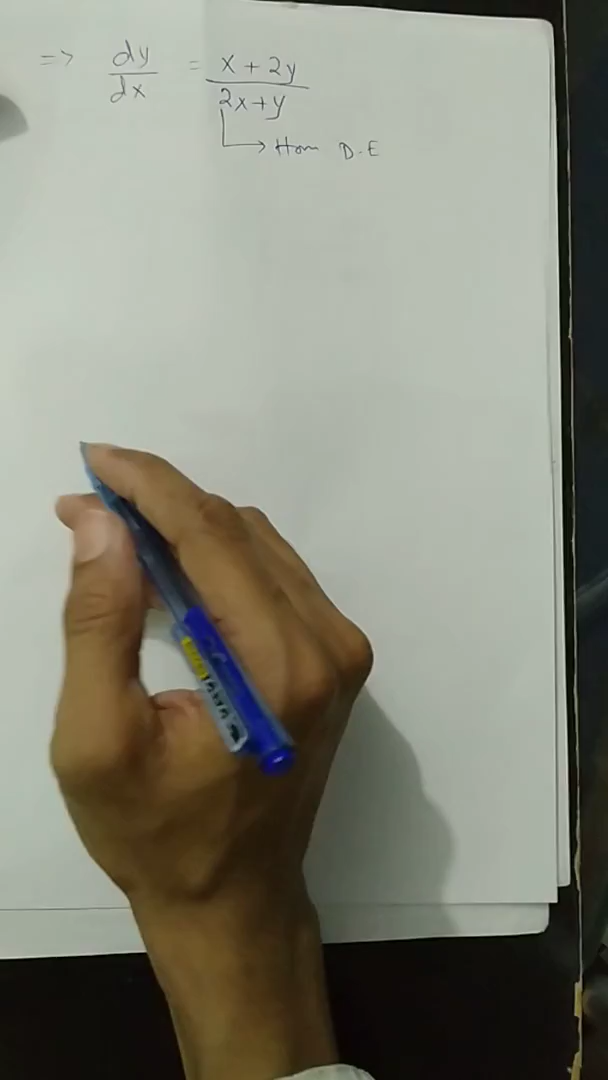 => dy/dx = x + 2y / 2x+y
→ Hom D.E